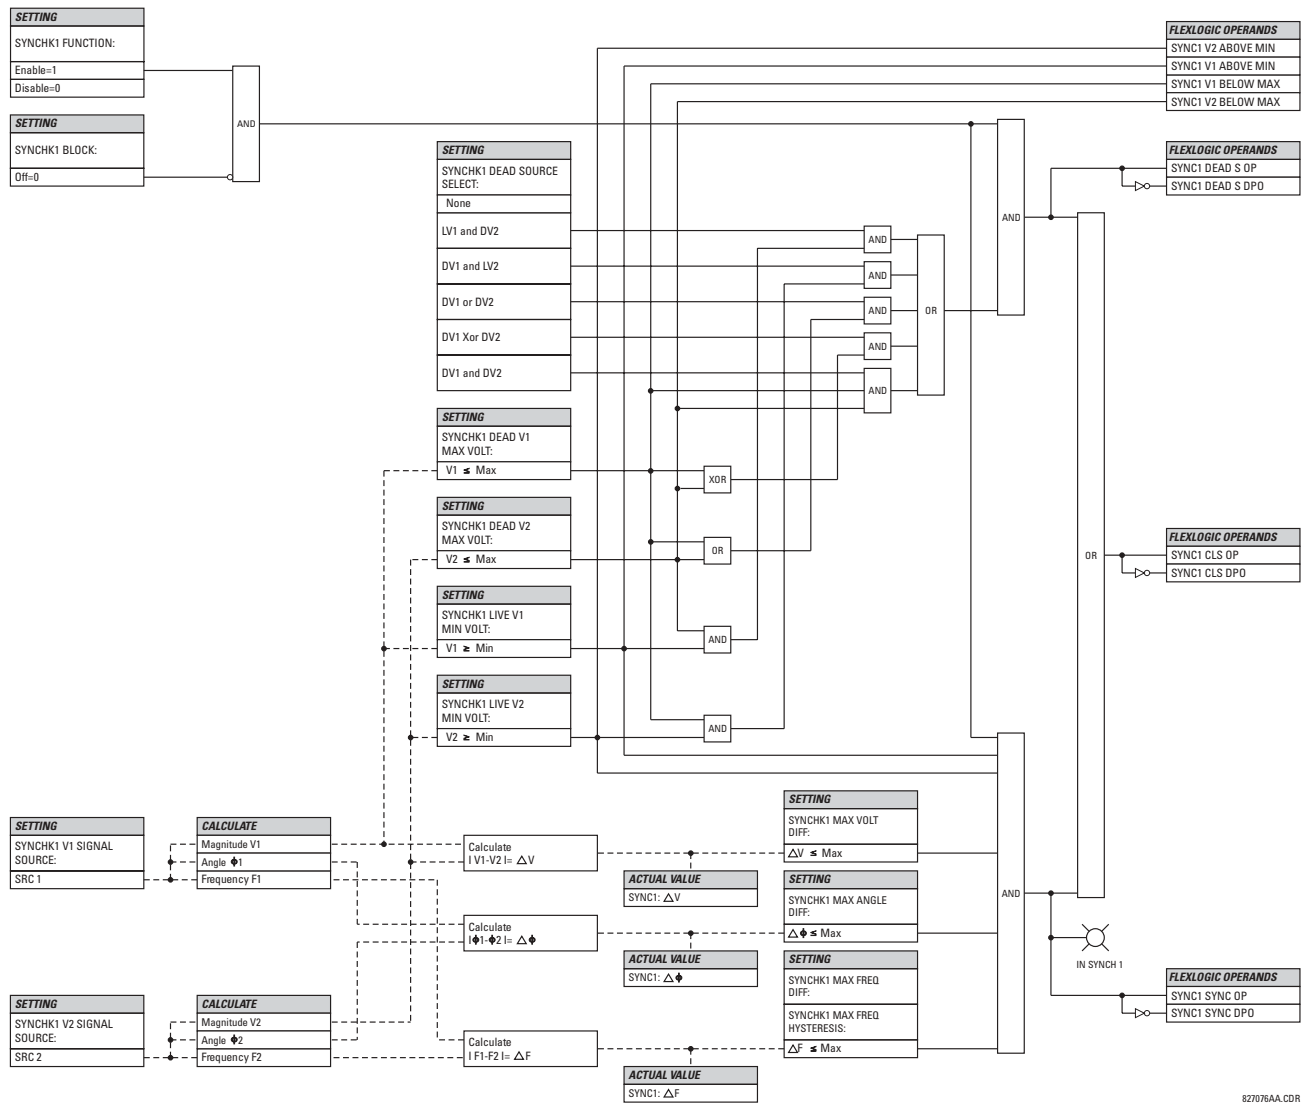 SETTING
SYNCHK1 FUNCTION:
Enable=1
Disable=0
SETTING
SYNCHK1 BLOCK:
Off=0
AND
SETTING
SYNCHK1 DEAD SOURCE
SELECT:
None
LV1 and DV2
DV1 and LV2
DV1 or DV2
DV1 Xor DV2
DV1 and DV2
AND
AND
AND
AND
AND
OR
AND
SETTING
SYNCHK1 DEAD V1
MAX VOLT:
V1 ≤ Max
SETTING
SYNCHK1 DEAD V2
MAX VOLT:
V2 ≤ Max
SETTING
SYNCHK1 LIVE V1
MIN VOLT:
V1 ≥ Min
SETTING
SYNCHK1 LIVE V2
MIN VOLT:
V2 ≥ Min
XOR
OR
AND
AND
FLEXLOGIC OPERANDS
SYNC1 V2 ABOVE MIN
SYNC1 V1 ABOVE MIN
SYNC1 V1 BELOW MAX
SYNC1 V2 BELOW MAX
FLEXLOGIC OPERANDS
SYNC1 DEAD S OP
SYNC1 DEAD S DPO
OR
FLEXLOGIC OPERANDS
SYNC1 CLS OP
SYNC1 CLS DPO
SETTING
SYNCHK1 V1 SIGNAL
SOURCE:
SRC 1
CALCULATE
Magnitude V1
Angle ϕ1
Frequency F1
SETTING
SYNCHK1 V2 SIGNAL
SOURCE:
SRC 2
CALCULATE
Magnitude V2
Angle ϕ2
Frequency F2
Calculate
I V1-V2 I= △V
Calculate
Iϕ1-ϕ2 I= △ϕ
Calculate
I F1-F2 I= △F
ACTUAL VALUE
SYNC1: △V
ACTUAL VALUE
SYNC1: △ϕ
ACTUAL VALUE
SYNC1: △F
SETTING
SYNCHK1 MAX VOLT
DIFF:
△V ≤ Max
SETTING
SYNCHK1 MAX ANGLE
DIFF:
△ϕ ≤ Max
SETTING
SYNCHK1 MAX FREQ
DIFF:
SYNCHK1 MAX FREQ
HYSTERESIS:
△F ≤ Max
AND
IN SYNCH 1
FLEXLOGIC OPERANDS
SYNC1 SYNC OP
SYNC1 SYNC DPO
827076AA.CDR